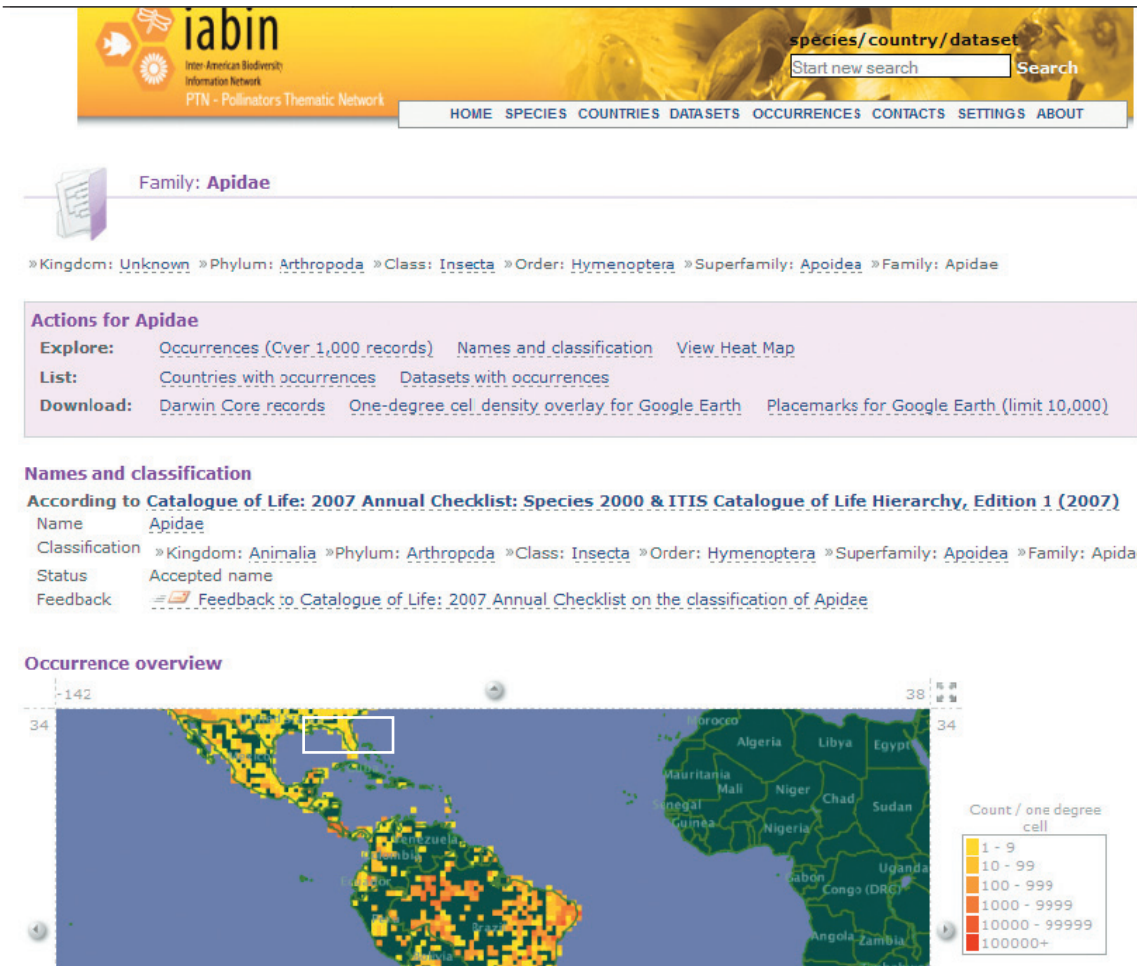 iabin
Inter-American Biodiversity
Information Network
PTN - Pollinators Thematic Network
species/country/dataset
Start new search Search
HOME SPECIES COUNTRIES DATASETS OCCURRENCES CONTACTS SETTINGS ABOUT
Family: Apidae
»Kingdom: Unknown »Phylum: Arthropoda »Class: Insecta »Order: Hymenoptera »Superfamily: Apoidea »Family: Apidae
Actions for Apidae
Explore: Occurrences (Over 1,000 records) Names and classification View Heat Map
List: Countries with occurrences Datasets with occurrences
Download: Darwin Core records One-degree cel density overlay for Google Earth Placemarks for Google Earth (limit 10,000)
Names and classification
According to Catalogue of Life: 2007 Annual Checklist: Species 2000 & ITIS Catalogue of Life Hierarchy, Edition 1 (2007)
Name Apidae
Classification »Kingdom: Animalia »Phylum: Arthropoda »Class: Insecta »Order: Hymenoptera »Superfamily: Apoidea »Family: Apida
Status Accepted name
Feedback Feedback to Catalogue of Life: 2007 Annual Checklist on the classification of Apidae
Occurrence overview
-142 38
34 34
Morocco
Algeria Libya Egypt
Mauritania
Mali Niger Chad Sudan
Senegal
Guinea Nigeria
Venezuela
Colombia
Ecuador
Gabon Uganda
Congo (DRC)
Peru Brazil
Angola Zambia
Bolivia
Count / one degree
cell
1 - 9
10 - 99
100 - 999
1000 - 9999
10000 - 99999
100000+